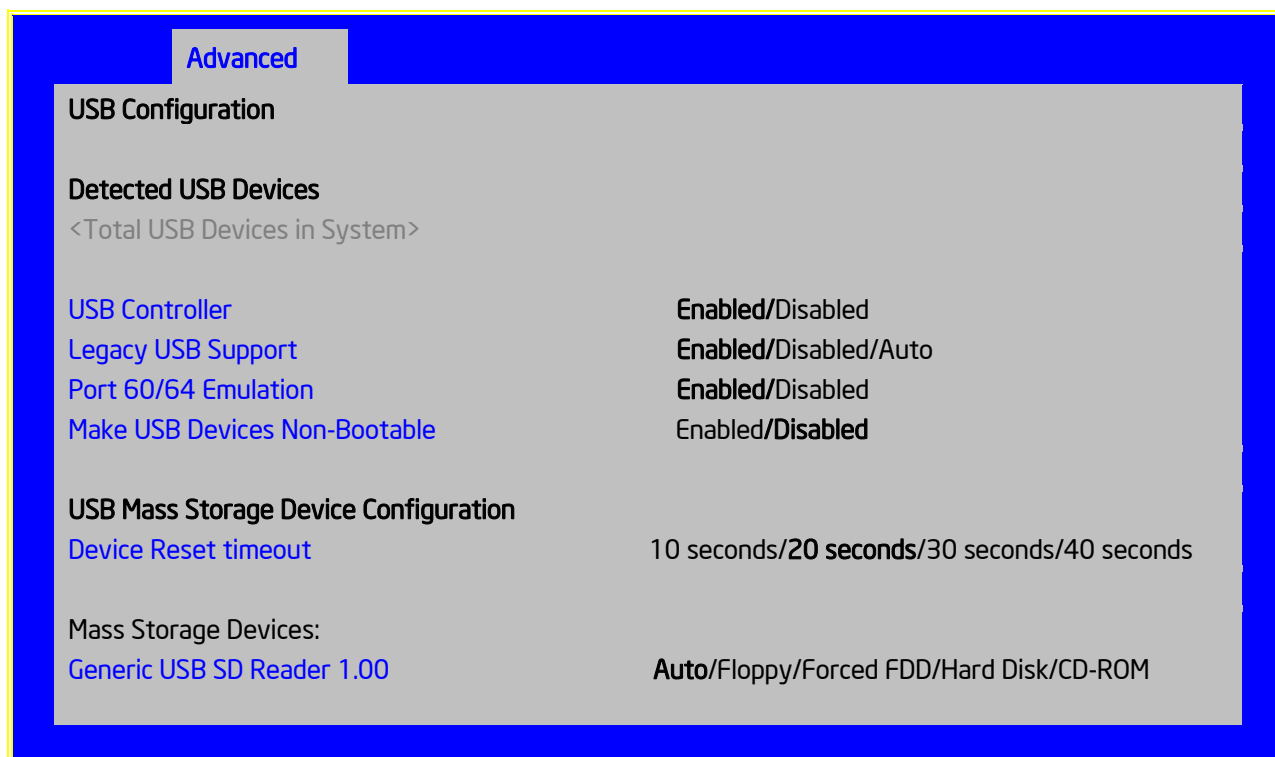 Advanced
USB Configuration
Detected USB Devices
<Total USB Devices in System>
USB Controller Enabled/Disabled
Legacy USB Support Enabled/Disabled/Auto
Port 60/64 Emulation Enabled/Disabled
Make USB Devices Non-Bootable Enabled/Disabled
USB Mass Storage Device Configuration
Device Reset timeout 10 seconds/20 seconds/30 seconds/40 seconds
Mass Storage Devices:
Generic USB SD Reader 1.00 Auto/Floppy/Forced FDD/Hard Disk/CD-ROM